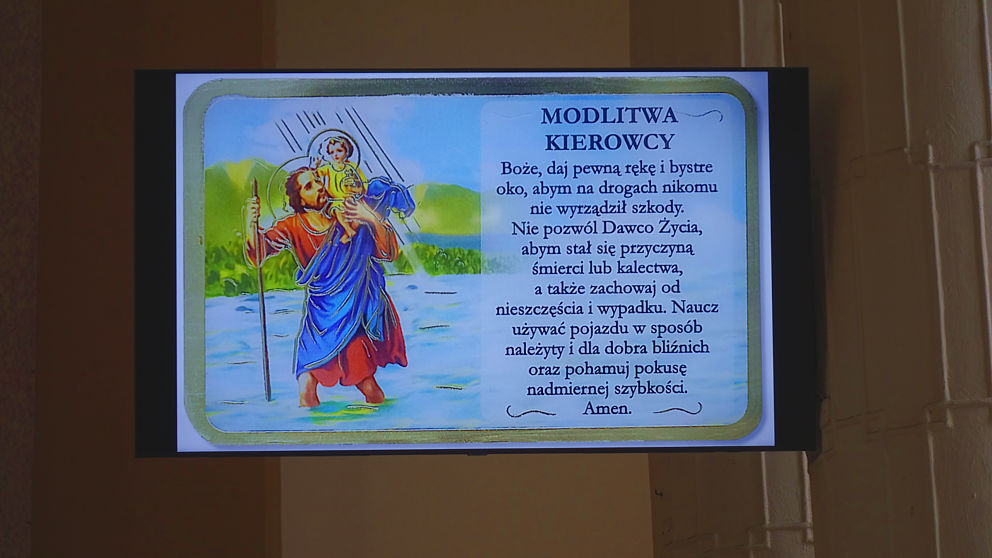 MODLITWA
KIEROWCY
Boże, daj pewną rękę i bystre
oko, abym na drogach nikomu
nie wyrządził szkody.
Nie pozwól Dawco Życia,
abym stał się przyczyną
śmierci lub kalectwa,
a także zachowaj od
nieszczęścia i wypadku. Naucz
używać pojazdu w sposób
należyty i dla dobra bliźnich
oraz pohamuj pokusę
nadmiernej szybkości.
Amen.